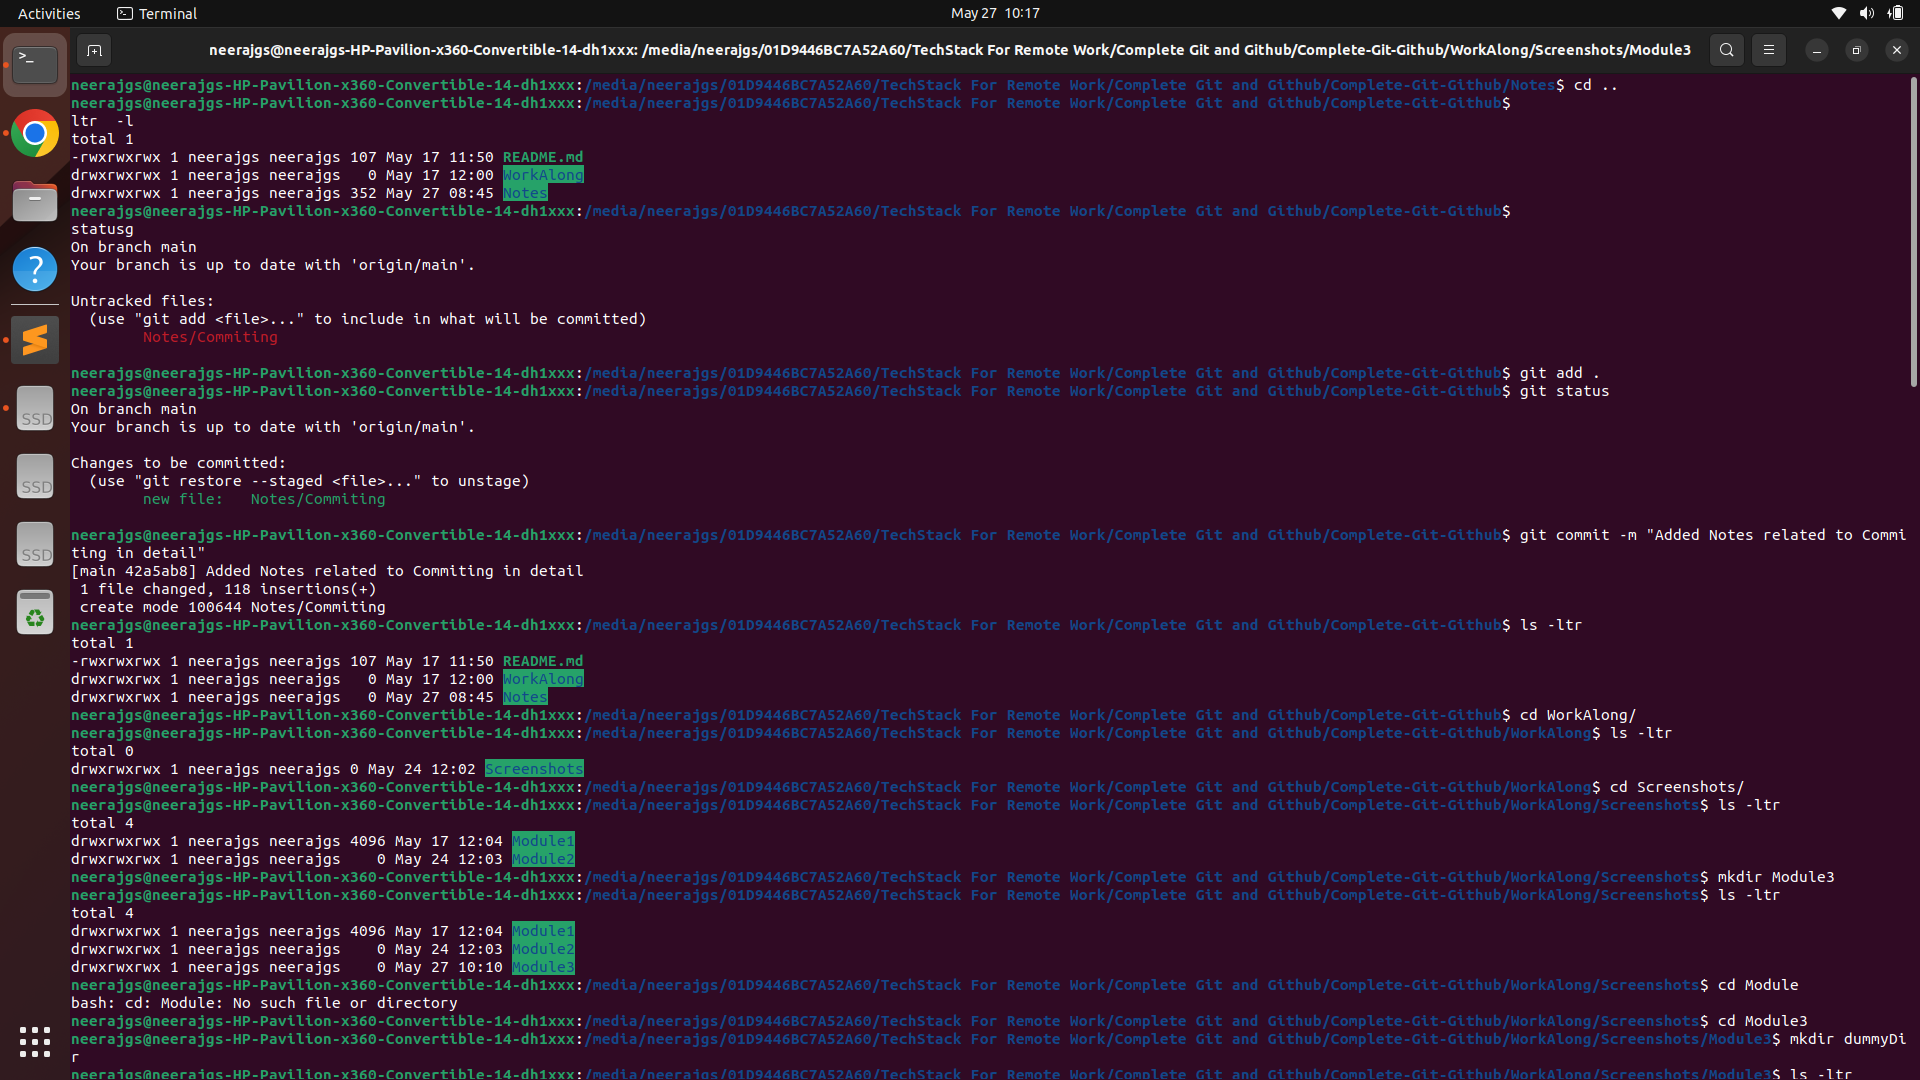 Activities
Terminal
May 27 10:17
neerajgs@neerajgs-HP-Pavilion-x360-Convertible-14-dh1xxx: /media/neerajgs/01D9446BC7A52A60/TechStack For Remote Work/Complete Git and Github/Complete-Git-Github/WorkAlong/Screenshots/Module3
neerajgs@neerajgs-HP-Pavilion-x360-Convertible-14-dh1xxx:/media/neerajgs/01D9446BC7A52A60/TechStack For Remote Work/Complete Git and Github/Complete-Git-Github/Notes$ cd ..
neerajgs@neerajgs-HP-Pavilion-x360-Convertible-14-dh1xxx:/media/neerajgs/01D9446BC7A52A60/TechStack For Remote Work/Complete Git and Github/Complete-Git-Github$
ltr  -l
total 1
-rwxrwxrwx 1 neerajgs neerajgs 107 May 17 11:50 README.md
drwxrwxrwx 1 neerajgs neerajgs   0 May 17 12:00 WorkAlong
drwxrwxrwx 1 neerajgs neerajgs 352 May 27 08:45 Notes
neerajgs@neerajgs-HP-Pavilion-x360-Convertible-14-dh1xxx:/media/neerajgs/01D9446BC7A52A60/TechStack For Remote Work/Complete Git and Github/Complete-Git-Github$
statusg
On branch main
Your branch is up to date with 'origin/main'.
Untracked files:
  (use "git add <file>..." to include in what will be committed)
        Notes/Commiting
neerajgs@neerajgs-HP-Pavilion-x360-Convertible-14-dh1xxx:/media/neerajgs/01D9446BC7A52A60/TechStack For Remote Work/Complete Git and Github/Complete-Git-Github$ git add .
neerajgs@neerajgs-HP-Pavilion-x360-Convertible-14-dh1xxx:/media/neerajgs/01D9446BC7A52A60/TechStack For Remote Work/Complete Git and Github/Complete-Git-Github$ git status
On branch main
Your branch is up to date with 'origin/main'.
Changes to be committed:
  (use "git restore --staged <file>..." to unstage)
        new file:   Notes/Commiting
neerajgs@neerajgs-HP-Pavilion-x360-Convertible-14-dh1xxx:/media/neerajgs/01D9446BC7A52A60/TechStack For Remote Work/Complete Git and Github/Complete-Git-Github$ git commit -m "Added Notes related to Commi
ting in detail"
[main 42a5ab8] Added Notes related to Commiting in detail
 1 file changed, 118 insertions(+)
 create mode 100644 Notes/Commiting
neerajgs@neerajgs-HP-Pavilion-x360-Convertible-14-dh1xxx:/media/neerajgs/01D9446BC7A52A60/TechStack For Remote Work/Complete Git and Github/Complete-Git-Github$ ls -ltr
total 1
-rwxrwxrwx 1 neerajgs neerajgs 107 May 17 11:50 README.md
drwxrwxrwx 1 neerajgs neerajgs   0 May 17 12:00 WorkAlong
drwxrwxrwx 1 neerajgs neerajgs   0 May 27 08:45 Notes
neerajgs@neerajgs-HP-Pavilion-x360-Convertible-14-dh1xxx:/media/neerajgs/01D9446BC7A52A60/TechStack For Remote Work/Complete Git and Github/Complete-Git-Github$ cd WorkAlong/
neerajgs@neerajgs-HP-Pavilion-x360-Convertible-14-dh1xxx:/media/neerajgs/01D9446BC7A52A60/TechStack For Remote Work/Complete Git and Github/Complete-Git-Github/WorkAlong$ ls -ltr
total 0
drwxrwxrwx 1 neerajgs neerajgs 0 May 24 12:02 Screenshots
neerajgs@neerajgs-HP-Pavilion-x360-Convertible-14-dh1xxx:/media/neerajgs/01D9446BC7A52A60/TechStack For Remote Work/Complete Git and Github/Complete-Git-Github/WorkAlong$ cd Screenshots/
neerajgs@neerajgs-HP-Pavilion-x360-Convertible-14-dh1xxx:/media/neerajgs/01D9446BC7A52A60/TechStack For Remote Work/Complete Git and Github/Complete-Git-Github/WorkAlong/Screenshots$ ls -ltr
total 4
drwxrwxrwx 1 neerajgs neerajgs 4096 May 17 12:04 Module1
drwxrwxrwx 1 neerajgs neerajgs    0 May 24 12:03 Module2
neerajgs@neerajgs-HP-Pavilion-x360-Convertible-14-dh1xxx:/media/neerajgs/01D9446BC7A52A60/TechStack For Remote Work/Complete Git and Github/Complete-Git-Github/WorkAlong/Screenshots$ mkdir Module3
neerajgs@neerajgs-HP-Pavilion-x360-Convertible-14-dh1xxx:/media/neerajgs/01D9446BC7A52A60/TechStack For Remote Work/Complete Git and Github/Complete-Git-Github/WorkAlong/Screenshots$ ls -ltr
total 4
drwxrwxrwx 1 neerajgs neerajgs 4096 May 17 12:04 Module1
drwxrwxrwx 1 neerajgs neerajgs    0 May 24 12:03 Module2
drwxrwxrwx 1 neerajgs neerajgs    0 May 27 10:10 Module3
neerajgs@neerajgs-HP-Pavilion-x360-Convertible-14-dh1xxx:/media/neerajgs/01D9446BC7A52A60/TechStack For Remote Work/Complete Git and Github/Complete-Git-Github/WorkAlong/Screenshots$ cd Module
bash: cd: Module: No such file or directory
neerajgs@neerajgs-HP-Pavilion-x360-Convertible-14-dh1xxx:/media/neerajgs/01D9446BC7A52A60/TechStack For Remote Work/Complete Git and Github/Complete-Git-Github/WorkAlong/Screenshots$ cd Module3
neerajgs@neerajgs-HP-Pavilion-x360-Convertible-14-dh1xxx:/media/neerajgs/01D9446BC7A52A60/TechStack For Remote Work/Complete Git and Github/Complete-Git-Github/WorkAlong/Screenshots/Module3$ mkdir dummyDi
r
neerajgs@neerajgs-HP-Pavilion-x360-Convertible-14-dh1xxx:/media/neerajgs/01D9446BC7A52A60/TechStack For Remote Work/Complete Git and Github/Complete-Git-Github/WorkAlong/Screenshots/Module3$ ls -ltr
SSD
SSD
SSD